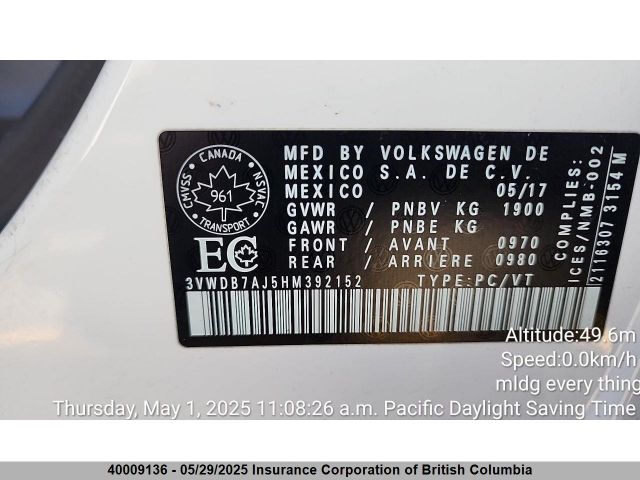 MFD BY VOLKSWAGEN DE
MEXICO S.A. DE C.V.
MEXICO 05/17
GVWR / PNBV KG 1900
GAWR / PNBE KG
FRONT / AVANT 0970
REAR / ARRIERE 0980
3VWDB7AJ5HM392152 TYPE:PC/VT
CANADA
CMVSS NSVAC
961
TRANSPORT
EC
COMPLIES:
ICES/NMB-002
2116307 3154M
Altitude:49.6m
Speed:0.0km/h
mldg every thing
Thursday, May 1, 2025 11:08:26 a.m. Pacific Daylight Saving Time
40009136 - 05/29/2025 Insurance Corporation of British Columbia